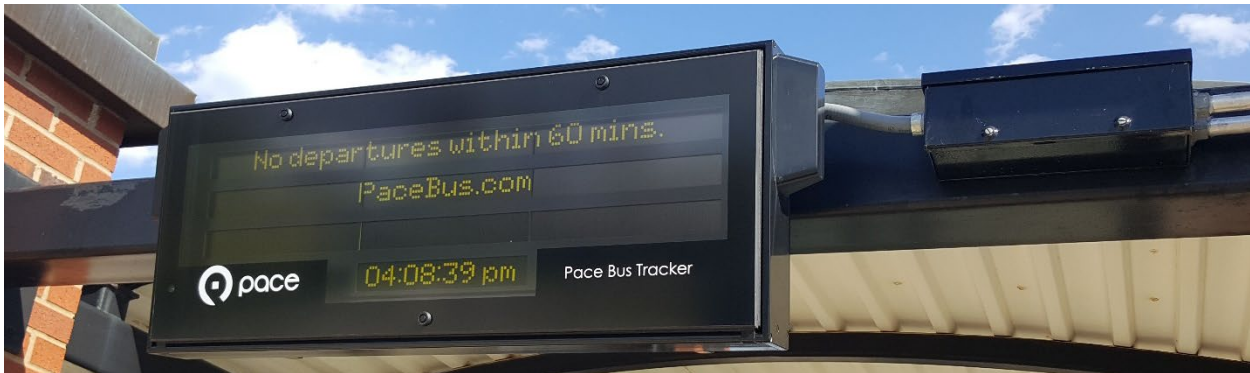 No departures within 60 mins.
PaceBus.com
04:08:39 pm
pace
Pace Bus Tracker